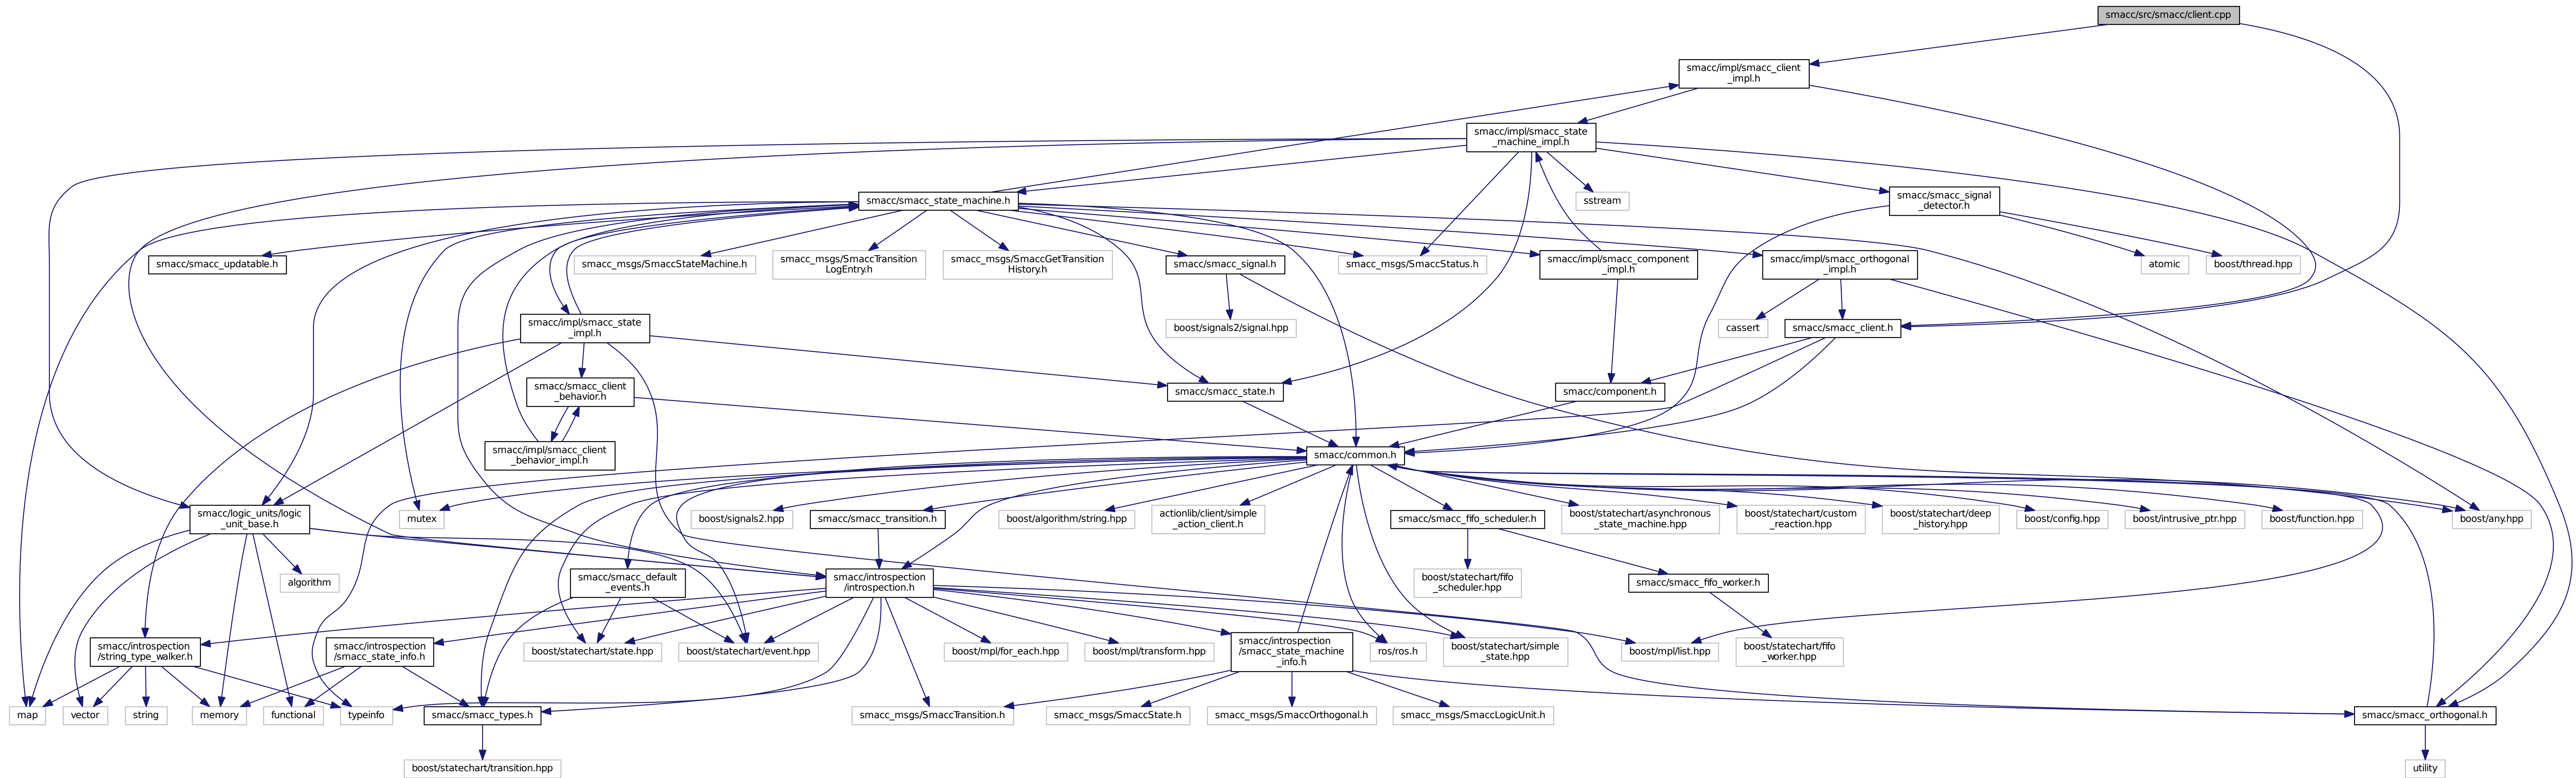 smacc/src/smacc/client.cpp
smacc/impl/smacc_client
_impl.h
smacc/impl/smacc_state
_machine_impl.h
smacc/smacc_state_machine.h
sstream
smacc/smacc_signal
_detector.h
smacc/smacc_updatable.h
smacc_msgs/SmaccStateMachine.h
smacc_msgs/SmaccTransition
LogEntry.h
smacc_msgs/SmaccGetTransition
History.h
smacc/smacc_signal.h
smacc_msgs/SmaccStatus.h
smacc/impl/smacc_component
_impl.h
smacc/impl/smacc_orthogonal
_impl.h
atomic
boost/thread.hpp
smacc/impl/smacc_state
_impl.h
boost/signals2/signal.hpp
cassert
smacc/smacc_client.h
smacc/smacc_client
_behavior.h
smacc/smacc_state.h
smacc/component.h
smacc/impl/smacc_client
_behavior_impl.h
smacc/common.h
smacc/logic_units/logic
_unit_base.h
mutex
boost/signals2.hpp
smacc/smacc_transition.h
boost/algorithm/string.hpp
actionlib/client/simple
_action_client.h
smacc/smacc_fifo_scheduler.h
boost/statechart/asynchronous
_state_machine.hpp
boost/statechart/custom
_reaction.hpp
boost/statechart/deep
_history.hpp
boost/config.hpp
boost/intrusive_ptr.hpp
boost/function.hpp
boost/any.hpp
algorithm
smacc/smacc_default
_events.h
smacc/introspection
/introspection.h
boost/statechart/fifo
_scheduler.hpp
smacc/smacc_fifo_worker.h
smacc/introspection
/string_type_walker.h
smacc/introspection
/smacc_state_info.h
boost/statechart/state.hpp
boost/statechart/event.hpp
boost/mpl/for_each.hpp
boost/mpl/transform.hpp
smacc/introspection
/smacc_state_machine
_info.h
ros/ros.h
boost/statechart/simple
_state.hpp
boost/mpl/list.hpp
boost/statechart/fifo
_worker.hpp
map
vector
string
memory
functional
typeinfo
smacc/smacc_types.h
smacc_msgs/SmaccTransition.h
smacc_msgs/SmaccState.h
smacc_msgs/SmaccOrthogonal.h
smacc_msgs/SmaccLogicUnit.h
smacc/smacc_orthogonal.h
boost/statechart/transition.hpp
utility